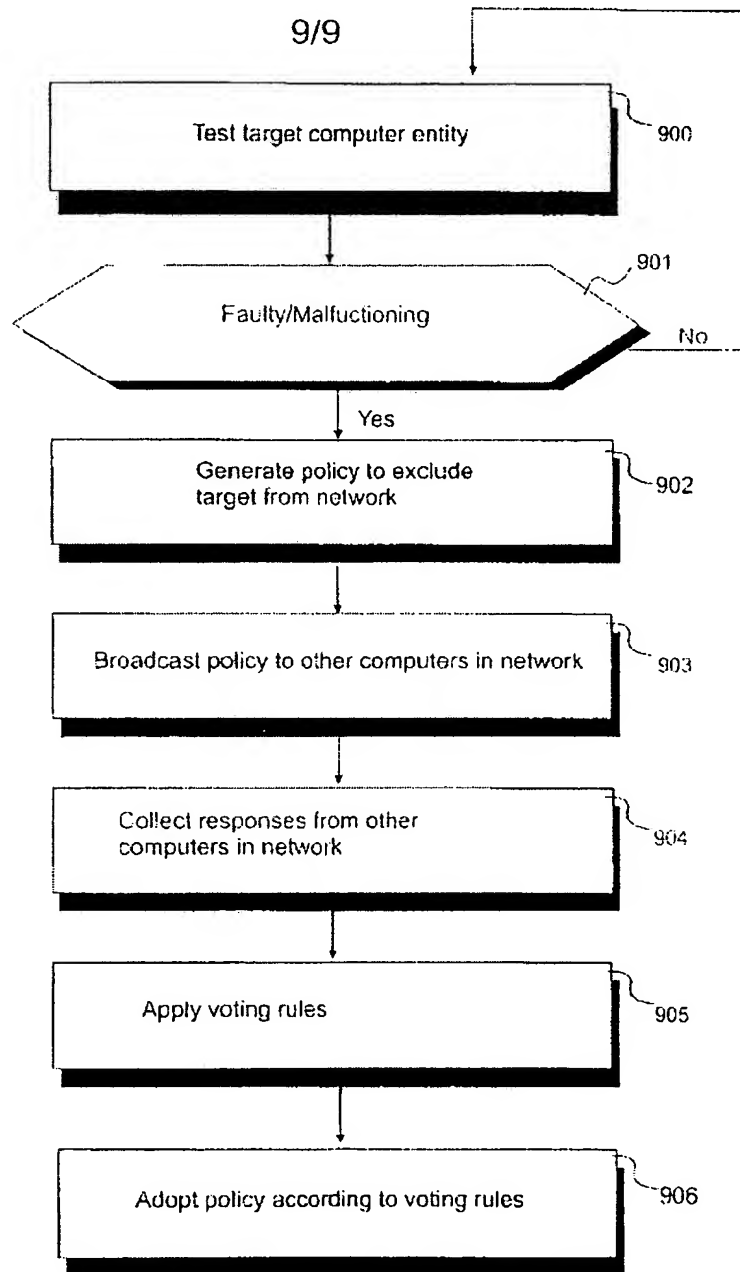 9/9
Test target computer entity
900
Faulty/Malfuctioning
901
No
Yes
Generate policy to exclude
target from network
902
Broadcast policy to other computers in network
903
Collect responses from other
computers in network
904
Apply voting rules
905
Adopt policy according to voting rules
906